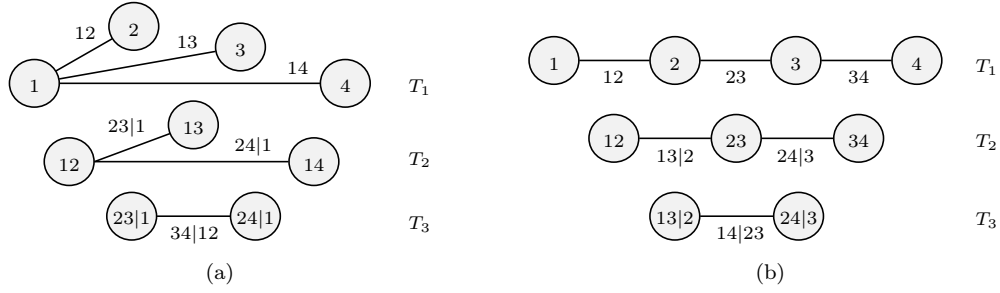 12 2 13 3 1 14 4 T1
23|1 13 12 24|1 14 T2
23|1 34|12 24|1 T3
(a)
1 12 2 23 3 34 4 T1
12 13|2 23 24|3 34 T2
13|2 14|23 24|3 T3
(b)